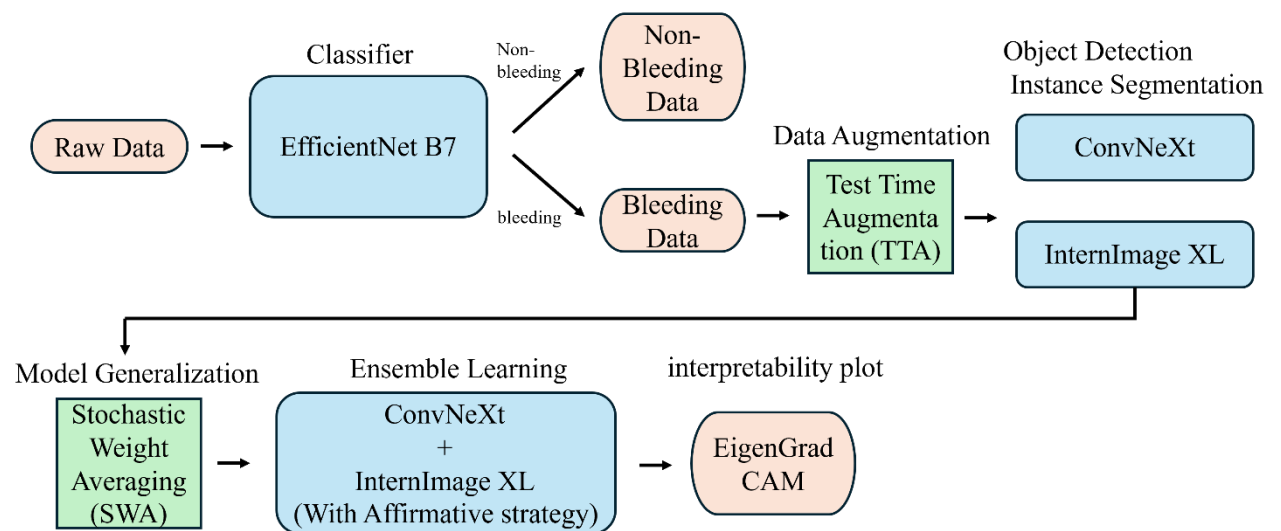 Classifier
Raw Data
EfficientNet B7
Non-
bleeding
bleeding
Non-
Bleeding
Data
Bleeding
Data
Data Augmentation
Test Time
Augmenta
tion (TTA)
Object Detection
Instance Segmentation
ConvNeXt
InternImage XL
Model Generalization
Stochastic
Weight
Averaging
(SWA)
Ensemble Learning
ConvNeXt
+
InternImage XL
(With Affirmative strategy)
interpretability plot
EigenGrad
CAM